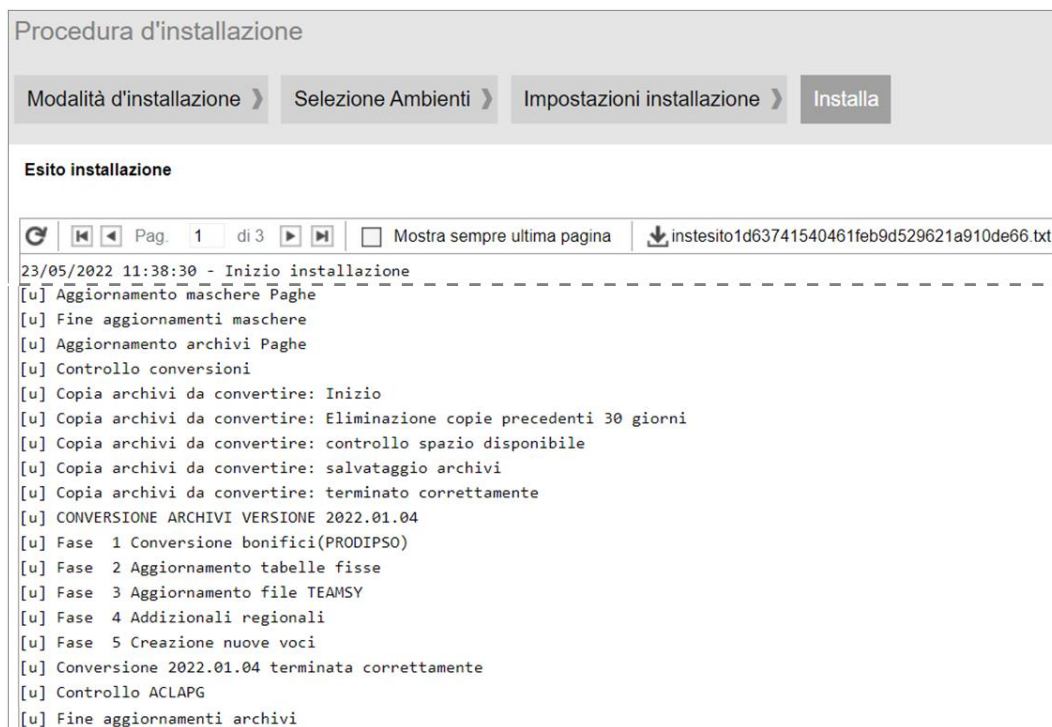 Procedura d'installazione
Modalità d'installazione ❱ Selezione Ambienti ❱ Impostazioni installazione ❱ Installa
Esito installazione
Pag. 1 di 3 Mostra sempre ultima pagina instesito1d63741540461feb9d529621a910de66.txt
23/05/2022 11:38:30 - Inizio installazione
[u] Aggiornamento maschere Paghe
[u] Fine aggiornamenti maschere
[u] Aggiornamento archivi Paghe
[u] Controllo conversioni
[u] Copia archivi da convertire: Inizio
[u] Copia archivi da convertire: Eliminazione copie precedenti 30 giorni
[u] Copia archivi da convertire: controllo spazio disponibile
[u] Copia archivi da convertire: salvataggio archivi
[u] Copia archivi da convertire: terminato correttamente
[u] CONVERSIONE ARCHIVI VERSIONE 2022.01.04
[u] Fase  1 Conversione bonifici(PRODIPSO)
[u] Fase  2 Aggiornamento tabelle fisse
[u] Fase  3 Aggiornamento file TEAMSY
[u] Fase  4 Addizionali regionali
[u] Fase  5 Creazione nuove voci
[u] Conversione 2022.01.04 terminata correttamente
[u] Controllo ACLAPG
[u] Fine aggiornamenti archivi